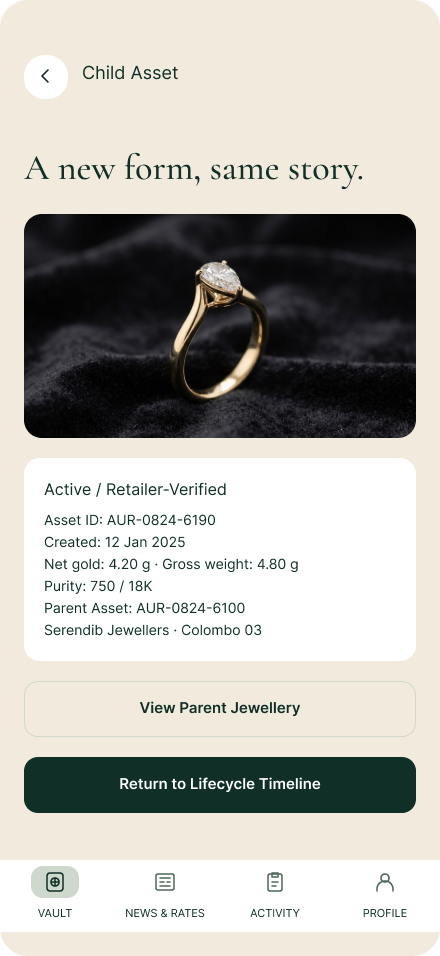 Child Asset
A new form, same story.
Active / Retailer-Verified
Asset ID: AUR-0824-6190
Created: 12 Jan 2025
Net gold: 4.20 g · Gross weight: 4.80 g
Purity: 750 / 18K
Parent Asset: AUR-0824-6100
Serendib Jewellers · Colombo 03
View Parent Jewellery
Return to Lifecycle Timeline
VAULT NEWS & RATES ACTIVITY PROFILE